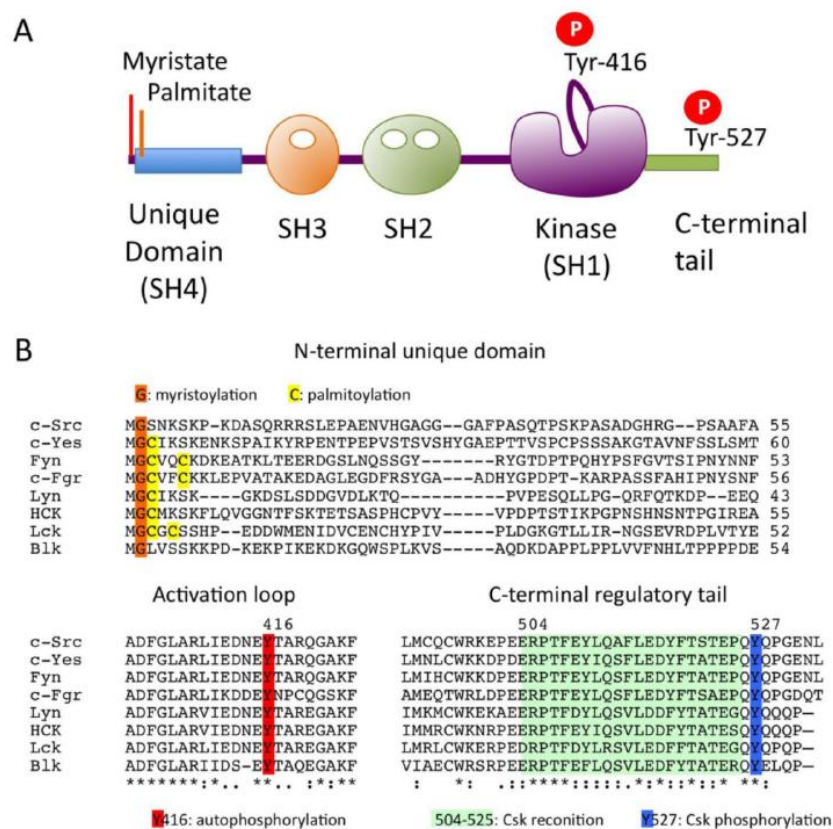 A
Myristate
Palmitate
P
Tyr-416
P
Tyr-527
Unique
Domain
(SH4)
SH3
SH2
Kinase
(SH1)
C-terminal
tail
B
N-terminal unique domain
G: myristoylation C: palmitoylation
c-Src MGSNKSKP-KDASQRRRSLEPAENVHGAGG--GAFPASQTPSKPASADGHRG--PSAAFA 55
c-Yes MGCIKSKENKSPAIKYRPENTPEPVSTSVSHYGAEPTTVSPCPSSSAKGTAVNFSSLSMT 60
Fyn MGCVQCKDKEATKLTEERDGSLNQSSGY-------RYGTDPTPQHYPSFGVTSIPNYNNF 53
c-Fgr MGCVFCKKLEPVATAKEDAGLEGDFRSYGA----ADHYGPDPTKARPASSFAHIPNYSNF 56
Lyn MGCIKSK----GKDSLSDDGVDLKTQ--------PVPESQLLPG-QRFQTKDP--EEQ 43
HCK MGCMKSKFLQVGGNTFSKTETSASPHCPVY-----VPDPTSTIKPGPNSHNSNTPGIREA 55
Lck MGCGCSSHP--EDDWMENIDVCENCHYPIV-----PLDGKGTLLIR-NGSEVRDPLVTYE 52
Blk MGLVSSKKPD-KEKPIKEKDKGQWSPLKVS-----AQDKDAPPLPPLVVFNHLTPPPPDE 54
Activation loop C-terminal regulatory tail
416 504 527
c-Src ADFGLARLIEDNEYTARQGAKF LMCQCWRKEPEERPTFEYLQAFLEDYFTSTEPQYQPGENL
c-Yes ADFGLARLIEDNEYTARQGAKF LMNLCWKKDPDERPTFEYIQSFLEDYFTATEPQYQPGENL
Fyn ADFGLARLIEDNEYTARQGAKF LMIHCWKKDPEERPTFEYLQSFLEDYFTATEPQYQPGENL
c-Fgr ADFGLARLIKDDEYNPCQGSKF AMEQTWRLDPEERPTFEYLQSFLEDYFTSAEPQYQPGDQT
Lyn ADFGLARVIEDNEYTAREGAKF IMKMCWKEKAEERPTFDYLQSVLDDFYTATEGQYQQQP-
HCK ADFGLARVIEDNEYTAREGAKF IMMRCWKNRPEERPTFEYIQSVLDDFYTATESQYQQQP-
Lck ADFGLARLIEDNEYTAREGAKF LMRLCWKERPEDRPTFDYLRSVLEDFFTATEGQYQPQP-
Blk ADFGLARIIDS-EYTAQEGAKF VIAECWRSRPEERPTFEFLQSVLEDFYTATERQYELQP-
Y416: autophosphorylation 504-525: Csk reconition Y527: Csk phosphorylation